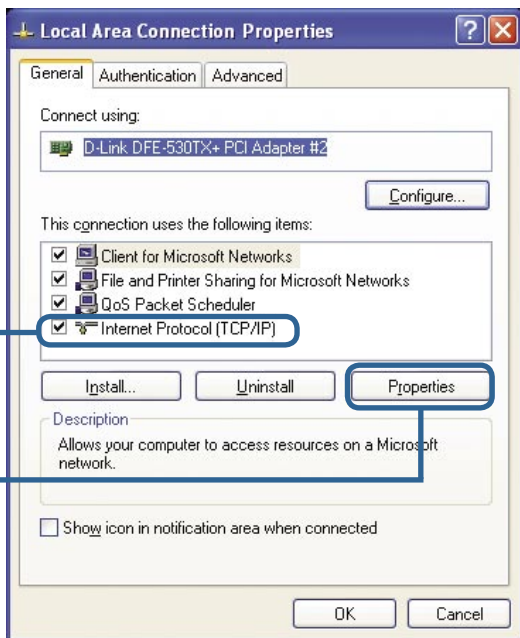 Local Area Connection Properties
General Authentication Advanced
Connect using:
D-Link DFE-530TX+ PCI Adapter #2
Configure...
This connection uses the following items:
Client for Microsoft Networks
File and Printer Sharing for Microsoft Networks
QoS Packet Scheduler
Internet Protocol (TCP/IP)
Install... Uninstall Properties
Description
Allows your computer to access resources on a Microsoft
network.
Show icon in notification area when connected
OK Cancel